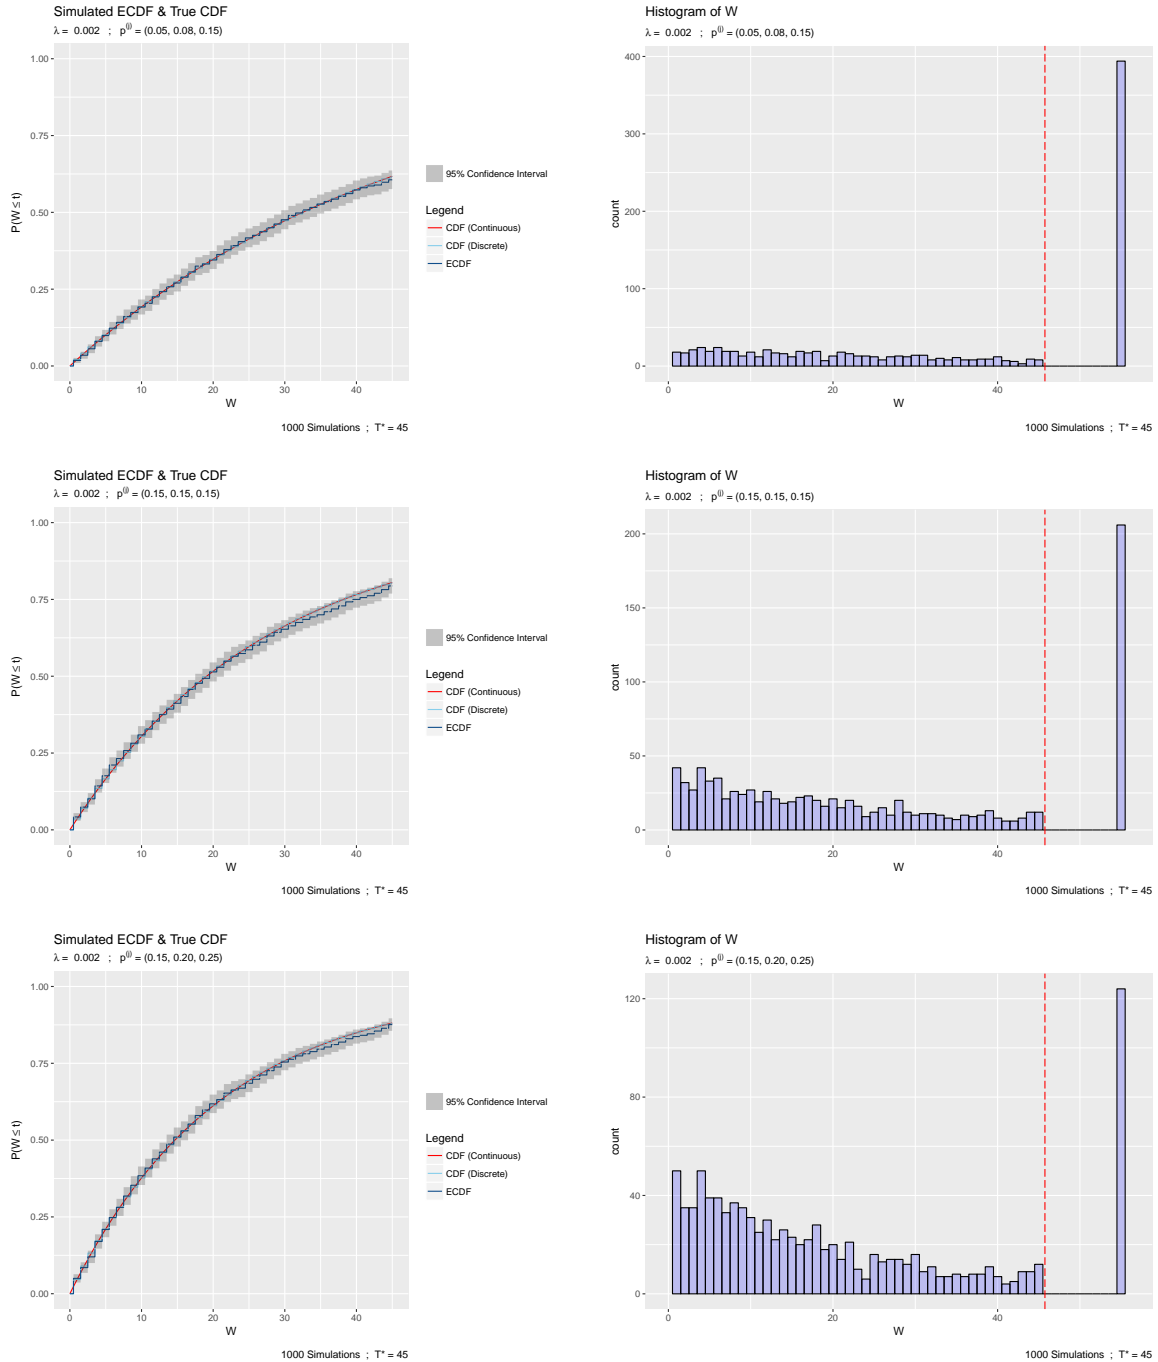 Simulated ECDF & True CDF
λ = 0.002 ; p(j) = (0.05, 0.08, 0.15)
1.00
0.75
0.50
0.25
0.00
P(W ≤ t)
0 10 20 30 40
W
1000 Simulations ; T* = 45
95% Confidence Interval
Legend
CDF (Continuous)
CDF (Discrete)
ECDF
Histogram of W
λ = 0.002 ; p(j) = (0.05, 0.08, 0.15)
400
300
200
100
0
count
0 20 40
W
1000 Simulations ; T* = 45
Simulated ECDF & True CDF
λ = 0.002 ; p(j) = (0.15, 0.15, 0.15)
1.00
0.75
0.50
0.25
0.00
P(W ≤ t)
0 10 20 30 40
W
1000 Simulations ; T* = 45
95% Confidence Interval
Legend
CDF (Continuous)
CDF (Discrete)
ECDF
Histogram of W
λ = 0.002 ; p(j) = (0.15, 0.15, 0.15)
200
150
100
50
0
count
0 20 40
W
1000 Simulations ; T* = 45
Simulated ECDF & True CDF
λ = 0.002 ; p(j) = (0.15, 0.20, 0.25)
1.00
0.75
0.50
0.25
0.00
P(W ≤ t)
0 10 20 30 40
W
1000 Simulations ; T* = 45
95% Confidence Interval
Legend
CDF (Continuous)
CDF (Discrete)
ECDF
Histogram of W
λ = 0.002 ; p(j) = (0.15, 0.20, 0.25)
120
80
40
0
count
0 20 40
W
1000 Simulations ; T* = 45